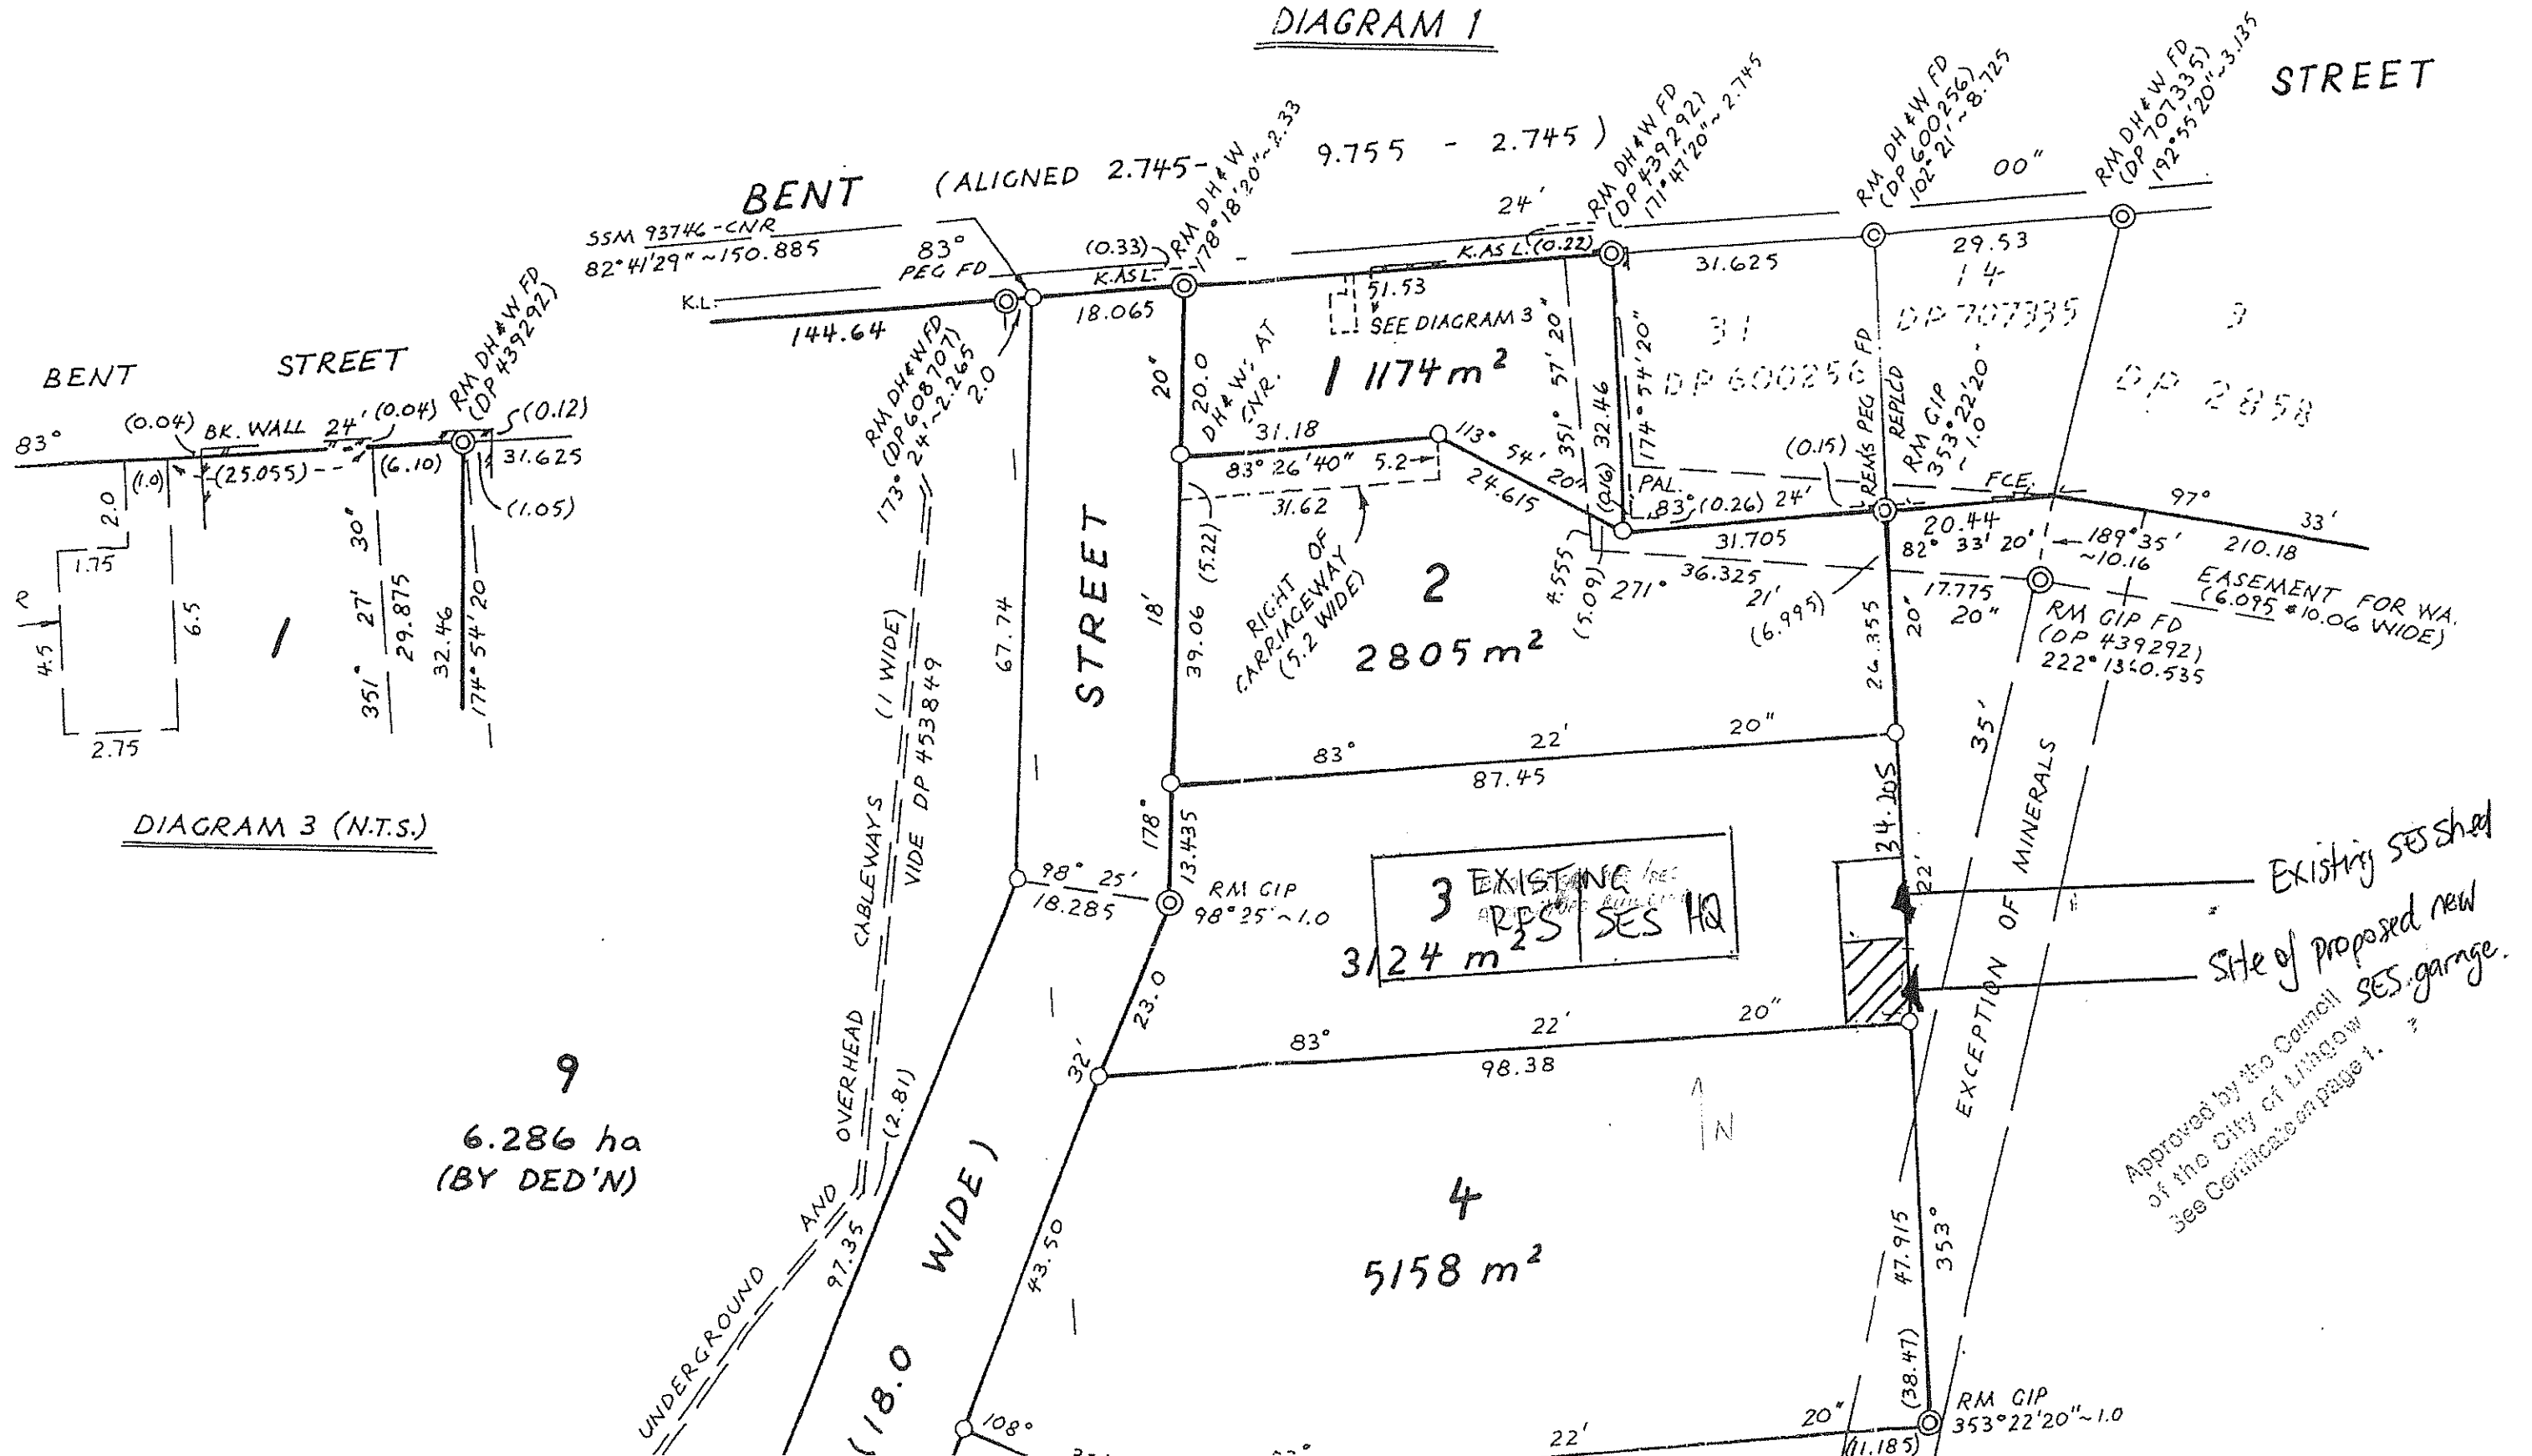 DIAGRAM 1
STREET
BENT
(ALIGNED 2.745 - 9.755 - 2.745)
SSM 93746-CNR
82°41'29"~150.885
83°
PEG FD
(0.33)
K.AS L.
RM DH&W
178°18'20"~2.33
24'
K.AS L.(0.22)
RM DH&W FD
(DP 439292)
171°47'20"~2.745
RM DH&W FD
(DP 600256)
102°21'~8.725
00"
RM DH&W FD
(DP 707335)
192°55'20"~3.135
K.L.
144.64
18.065
51.53
SEE DIAGRAM 3
31.625
29.53
14
DP 707335
31
DP 600256
3
DP 2858
RM DH&W FD
(DP 608707)
173°24'~2.265
2.0
20"
20.0
DH&W'S AT
CNR.
1 1174 m²
351° 57' 20"
32.46
174°54'20"
REM'S PEG FD
REPL'D
RM GIP
353°22'20"
~1.0
31.18
83°26'40"
5.2
31.62
113° 54' 20"
24.615
(0.16)
PAL.
83° (0.26) 24'
(0.15)
31.705
FCE.
20.44
82° 33' 20"
97° 33'
210.18
189°35'
~10.16
EASEMENT FOR WA.
(6.095 & 10.06 WIDE)
17.775
20"
RM GIP FD
(DP 439292)
222°13'~0.535
4.555
(5.09)
271° 21'
36.325
(6.995)
RIGHT OF
CARRIAGEWAY
(5.2 WIDE)
(5.22)
18'
39.06
2
2805 m²
26.355
20"
STREET
67.74
83° 22' 20"
87.45
178°
13.435
98° 25'
18.285
RM GIP
98°25'~1.0
3
3124 m²
EXISTING
RFS SES HQ
34.205
22'
35'
EXCEPTION OF MINERALS
Existing SES Shed
Site of proposed new
SES garage.
Approved by the Council
of the City of Lithgow
See Certificate on page 1.
23.0
32'
83° 22' 20"
98.38
N
4
5158 m²
43.50
47.915
353°
(38.47)
RM GIP
353°22'20"~1.0
22' 20"
(11.185)
108°
(18.0 WIDE)
97.35
(2.81)
UNDERGROUND AND OVERHEAD CABLEWAYS (1 WIDE)
VIDE DP 453849
9
6.286 ha
(BY DED'N)
BENT STREET
RM DH&W FD
(DP 439292)
83°
(0.04)
BK. WALL
24'
(0.04)
(0.12)
31.625
(1.0)
(25.055)
(6.10)
(1.05)
2.0
1.75
R
4.5
6.5
2.75
1
351° 27' 30"
29.875
32.46
174°54'20
DIAGRAM 3 (N.T.S.)